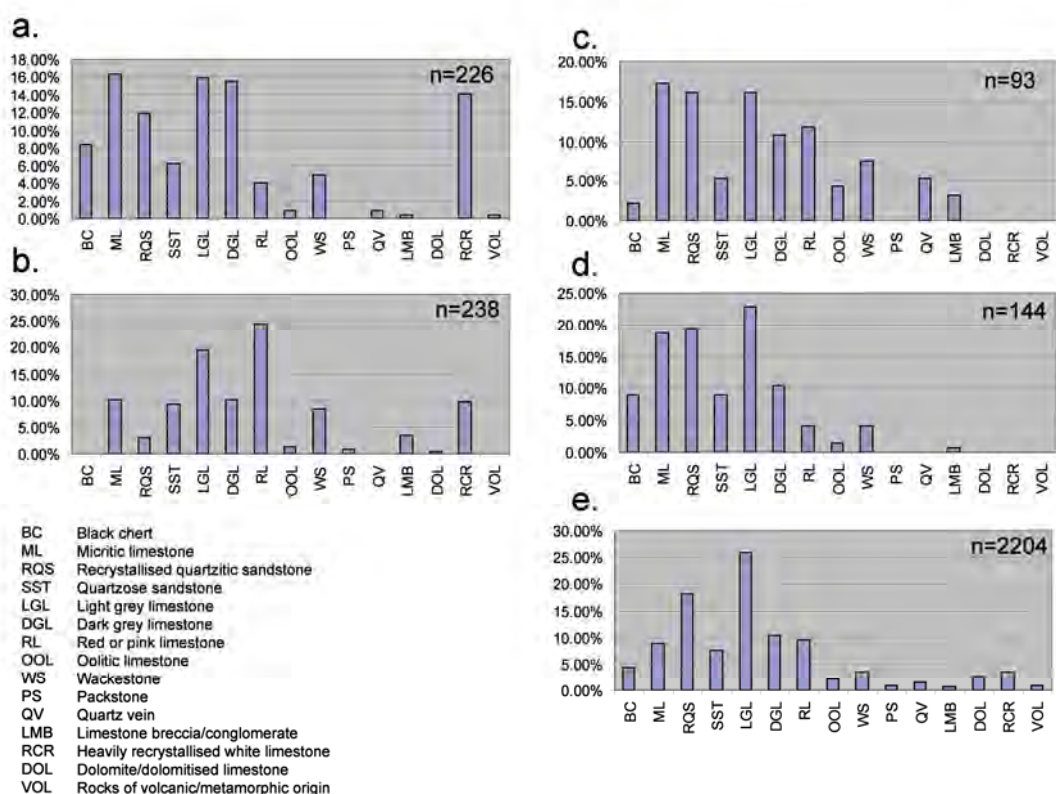 a.
18.00%
16.00%
14.00%
12.00%
10.00%
8.00%
6.00%
4.00%
2.00%
0.00%
n=226
BC ML RQS SST LGL DGL RL OOL WS PS QV LMB DOL RCR VOL
b.
30.00%
25.00%
20.00%
15.00%
10.00%
5.00%
0.00%
n=238
BC ML RQS SST LGL DGL RL OOL WS PS QV LMB DOL RCR VOL
BC Black chert
ML Micritic limestone
RQS Recrystallised quartzitic sandstone
SST Quartzose sandstone
LGL Light grey limestone
DGL Dark grey limestone
RL Red or pink limestone
OOL Oolitic limestone
WS Wackestone
PS Packstone
QV Quartz vein
LMB Limestone breccia/conglomerate
RCR Heavily recrystallised white limestone
DOL Dolomite/dolomitised limestone
VOL Rocks of volcanic/metamorphic origin
c.
20.00%
15.00%
10.00%
5.00%
0.00%
n=93
BC ML RQS SST LGL DGL RL OOL WS PS QV LMB DOL RCR VOL
d.
25.00%
20.00%
15.00%
10.00%
5.00%
0.00%
n=144
BC ML RQS SST LGL DGL RL OOL WS PS QV LMB DOL RCR VOL
e.
30.00%
25.00%
20.00%
15.00%
10.00%
5.00%
0.00%
n=2204
BC ML RQS SST LGL DGL RL OOL WS PS QV LMB DOL RCR VOL